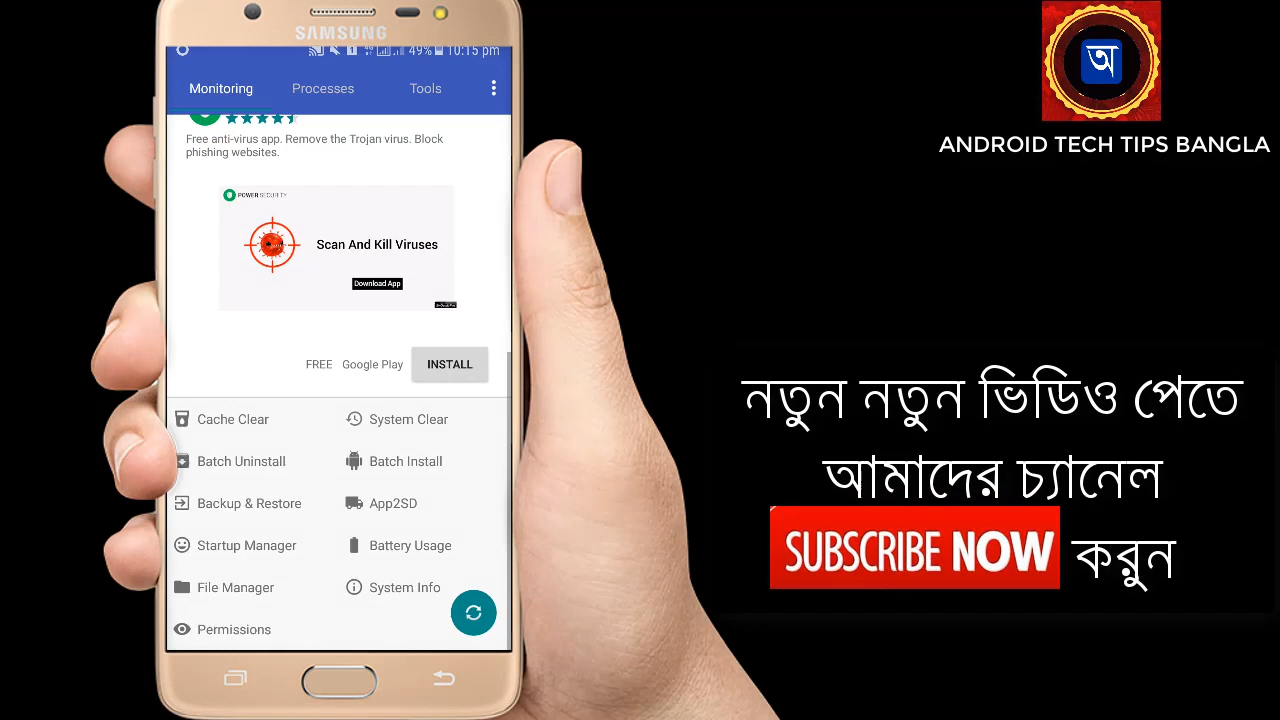 SAMSUNG
49% 10:15 pm
Monitoring Processes Tools
Free anti-virus app. Remove the Trojan virus. Block
phishing websites.
POWER SECURITY
Scan And Kill Viruses
Download App
FREE Google Play INSTALL
Cache Clear System Clear
Batch Uninstall Batch Install
Backup & Restore App2SD
Startup Manager Battery Usage
File Manager System Info
Permissions
অ
ANDROID TECH TIPS BANGLA
নতুন নতুন ভিডিও পেতে
আমাদের চ্যানেল
SUBSCRIBE NOW করুন